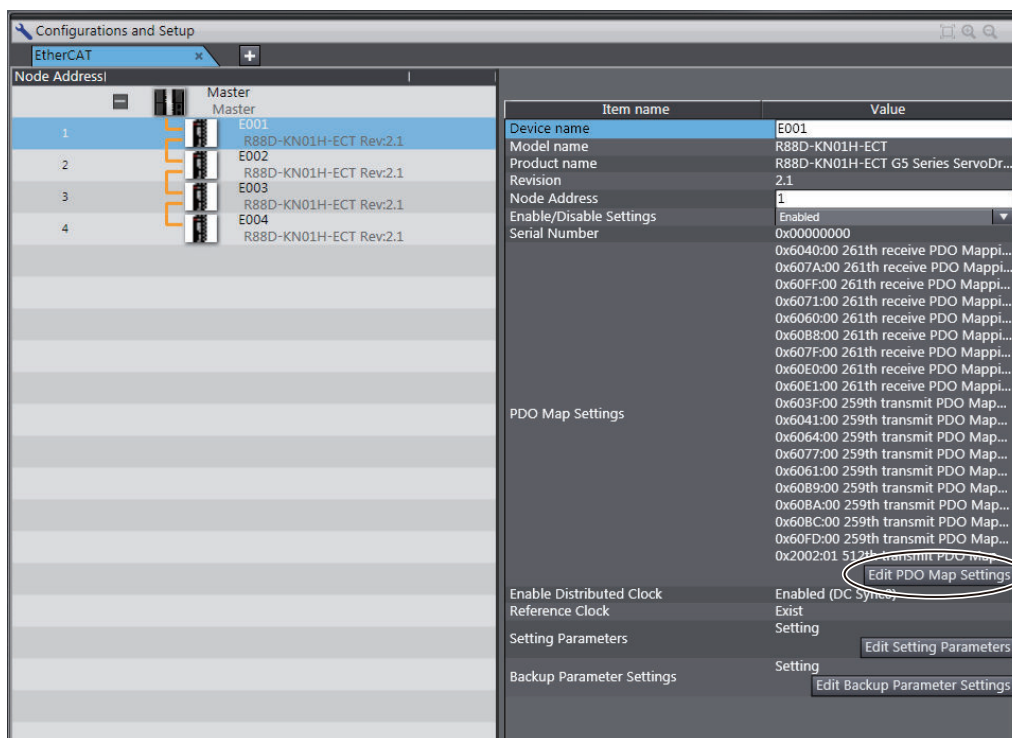 Configurations and Setup
EtherCAT
Node Address
Master
Master
1
E001
R88D-KN01H-ECT Rev:2.1
2
E002
R88D-KN01H-ECT Rev:2.1
3
E003
R88D-KN01H-ECT Rev:2.1
4
E004
R88D-KN01H-ECT Rev:2.1
Item name Value
Device name E001
Model name R88D-KN01H-ECT
Product name R88D-KN01H-ECT G5 Series ServoDr...
Revision 2.1
Node Address 1
Enable/Disable Settings Enabled
Serial Number 0x00000000
PDO Map Settings
0x6040:00 261th receive PDO Mappi...
0x607A:00 261th receive PDO Mappi...
0x60FF:00 261th receive PDO Mappi...
0x6071:00 261th receive PDO Mappi...
0x6060:00 261th receive PDO Mappi...
0x60B8:00 261th receive PDO Mappi...
0x607F:00 261th receive PDO Mappi...
0x60E0:00 261th receive PDO Mappi...
0x60E1:00 261th receive PDO Mappi...
0x603F:00 259th transmit PDO Map...
0x6041:00 259th transmit PDO Map...
0x6064:00 259th transmit PDO Map...
0x6077:00 259th transmit PDO Map...
0x6061:00 259th transmit PDO Map...
0x60B9:00 259th transmit PDO Map...
0x60BA:00 259th transmit PDO Map...
0x60BC:00 259th transmit PDO Map...
0x60FD:00 259th transmit PDO Map...
0x2002:01 512th transmit PDO Map...
Edit PDO Map Settings
Enable Distributed Clock Enabled (DC Sync0)
Reference Clock Exist
Setting Parameters Setting
Edit Setting Parameters
Backup Parameter Settings Setting
Edit Backup Parameter Settings